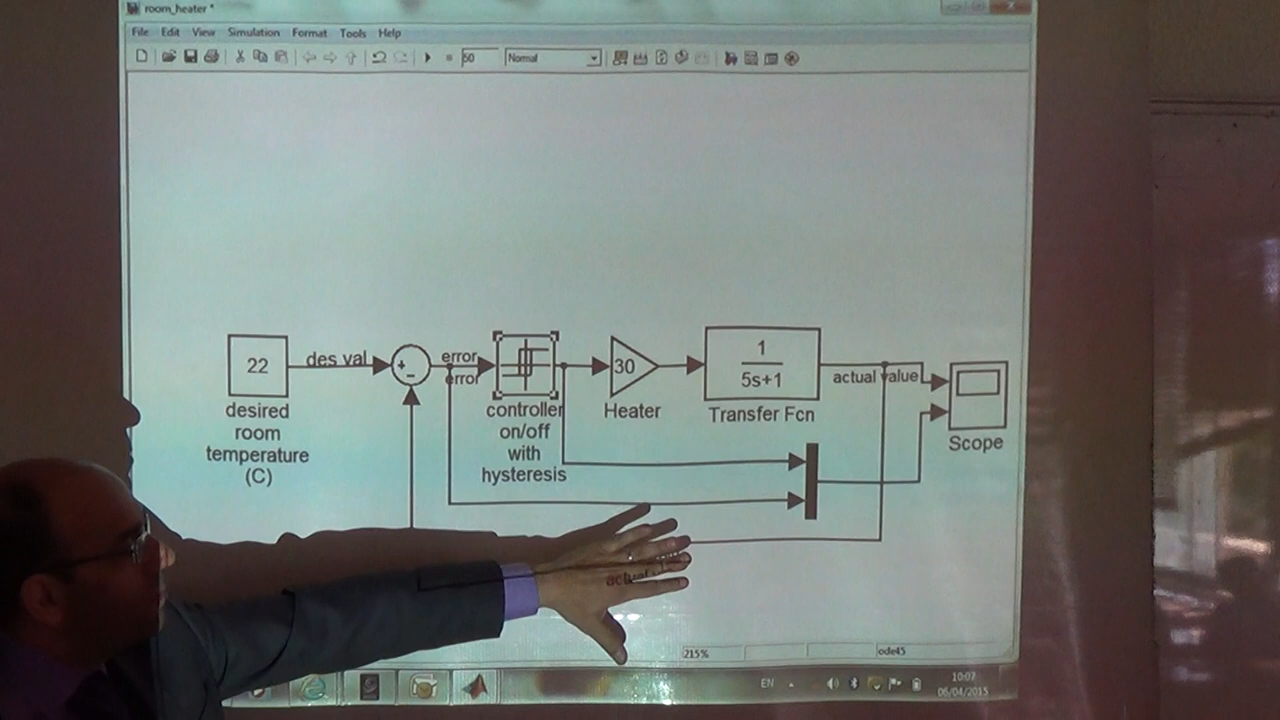 room_heater *
File Edit View Simulation Format Tools Help
50 Normal
22
des val
+
-
error
error
30
1
5s+1
actual value
desired
room
temperature
(C)
controller
on/off
with
hysteresis
Heater
Transfer Fcn
Scope
actual
215%
ode45
EN
10:07
06/04/2015